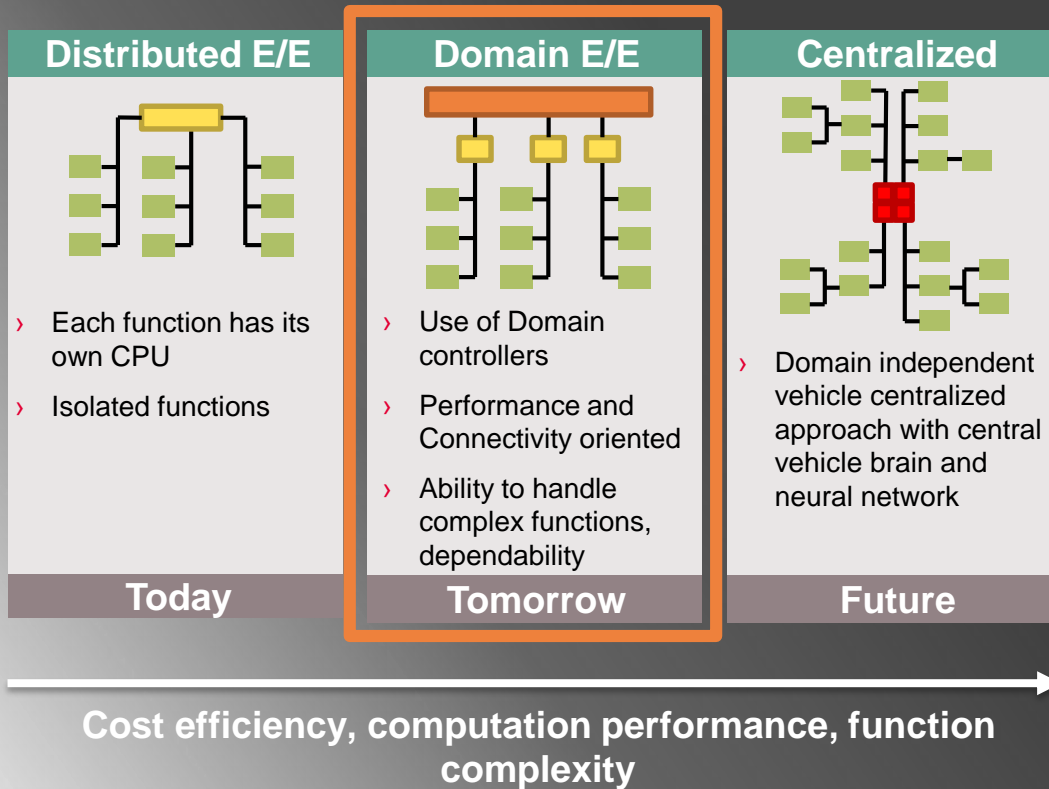 Distributed E/E
› Each function has its
own CPU
› Isolated functions
Today
Domain E/E
› Use of Domain
controllers
› Performance and
Connectivity oriented
› Ability to handle
complex functions,
dependability
Tomorrow
Centralized
› Domain independent
vehicle centralized
approach with central
vehicle brain and
neural network
Future
Cost efficiency, computation performance, function
complexity